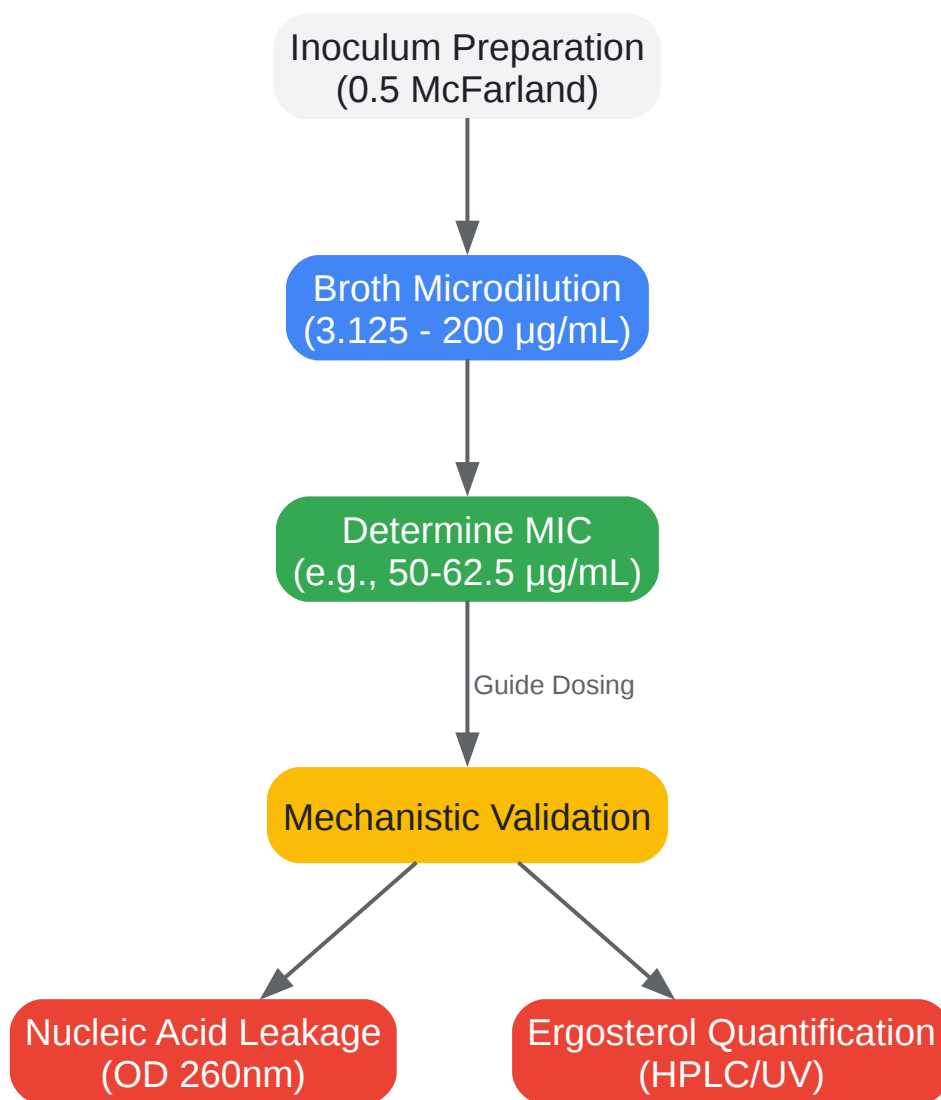 Inoculum Preparation
(0.5 McFarland)
Broth Microdilution
(3.125 - 200 μg/mL)
Determine MIC
(e.g., 50-62.5 μg/mL)
Guide Dosing
Mechanistic Validation
Nucleic Acid Leakage
(OD 260nm)
Ergosterol Quantification
(HPLC/UV)